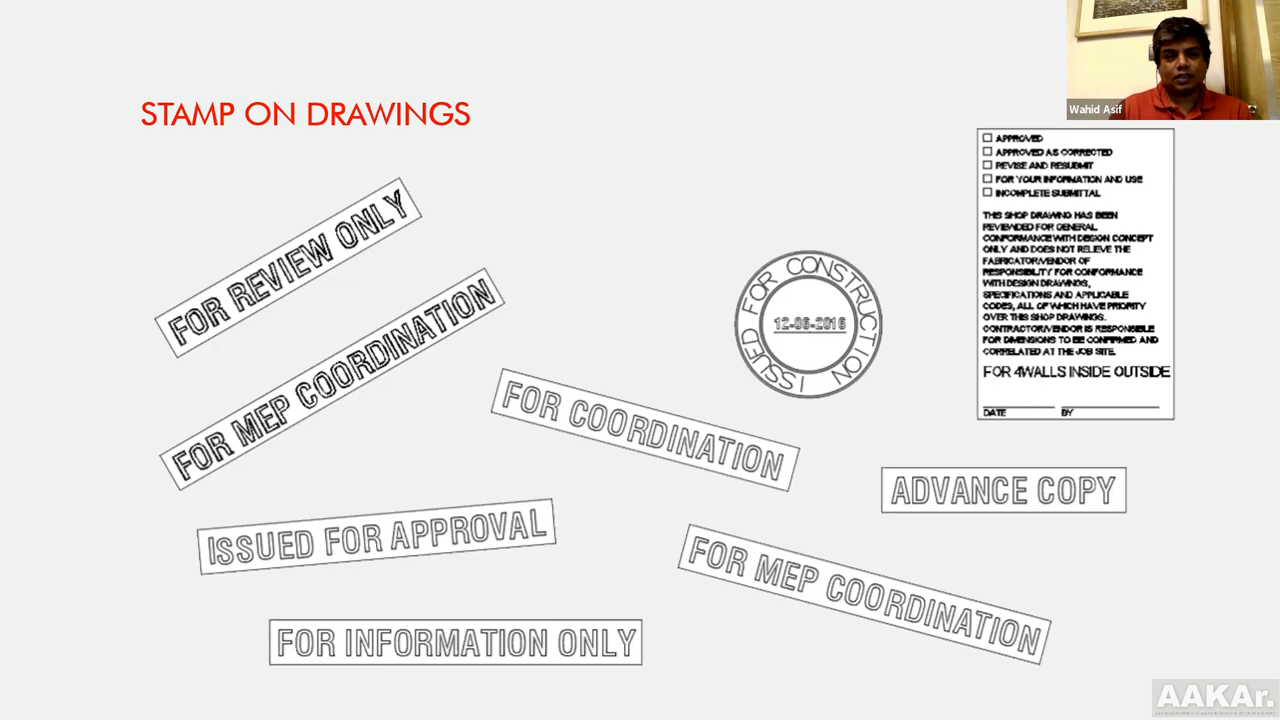 Wahid Asif
STAMP ON DRAWINGS
APPROVED
APPROVED AS CORRECTED
REVISE AND RESUBMIT
FOR YOUR INFORMATION AND USE
INCOMPLETE SUBMITTAL
THIS SHOP DRAWING HAS BEEN
REVIEWED FOR GENERAL
CONFORMANCE WITH DESIGN CONCEPT
ONLY AND DOES NOT RELIEVE THE
FABRICATOR/VENDOR OF
RESPONSIBILITY FOR CONFORMANCE
WITH DESIGN DRAWINGS,
SPECIFICATIONS AND APPLICABLE
CODES, ALL OF WHICH HAVE PRIORITY
OVER THIS SHOP DRAWINGS.
CONTRACTOR/VENDOR IS RESPONSIBLE
FOR DIMENSIONS TO BE CONFIRMED AND
CORRELATED AT THE JOB SITE.
FOR 4WALLS INSIDE OUTSIDE
DATE BY
FOR REVIEW ONLY
FOR MEP COORDINATION
ISSUED FOR CONSTRUCTION
12-06-2016
FOR COORDINATION
ADVANCE COPY
ISSUED FOR APPROVAL
FOR MEP COORDINATION
FOR INFORMATION ONLY
AAKAr.